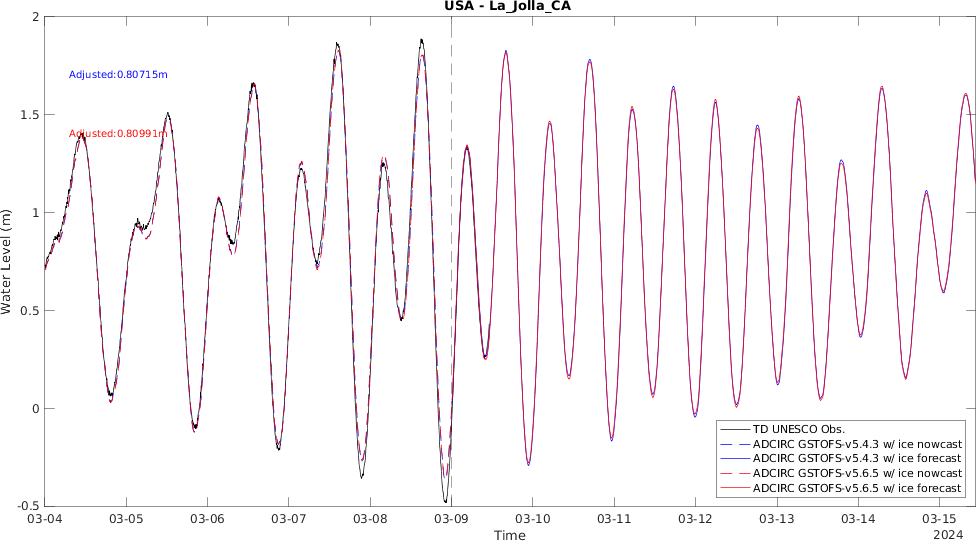 USA - La_Jolla_CA
2
1.5
1
0.5
0
-0.5
Water Level (m)
Adjusted:0.80715m
Adjusted:0.80991m
TD UNESCO Obs.
ADCIRC GSTOFS-v5.4.3 w/ ice nowcast
ADCIRC GSTOFS-v5.4.3 w/ ice forecast
ADCIRC GSTOFS-v5.6.5 w/ ice nowcast
ADCIRC GSTOFS-v5.6.5 w/ ice forecast
03-04 03-05 03-06 03-07 03-08 03-09 03-10 03-11 03-12 03-13 03-14 03-15
Time
2024